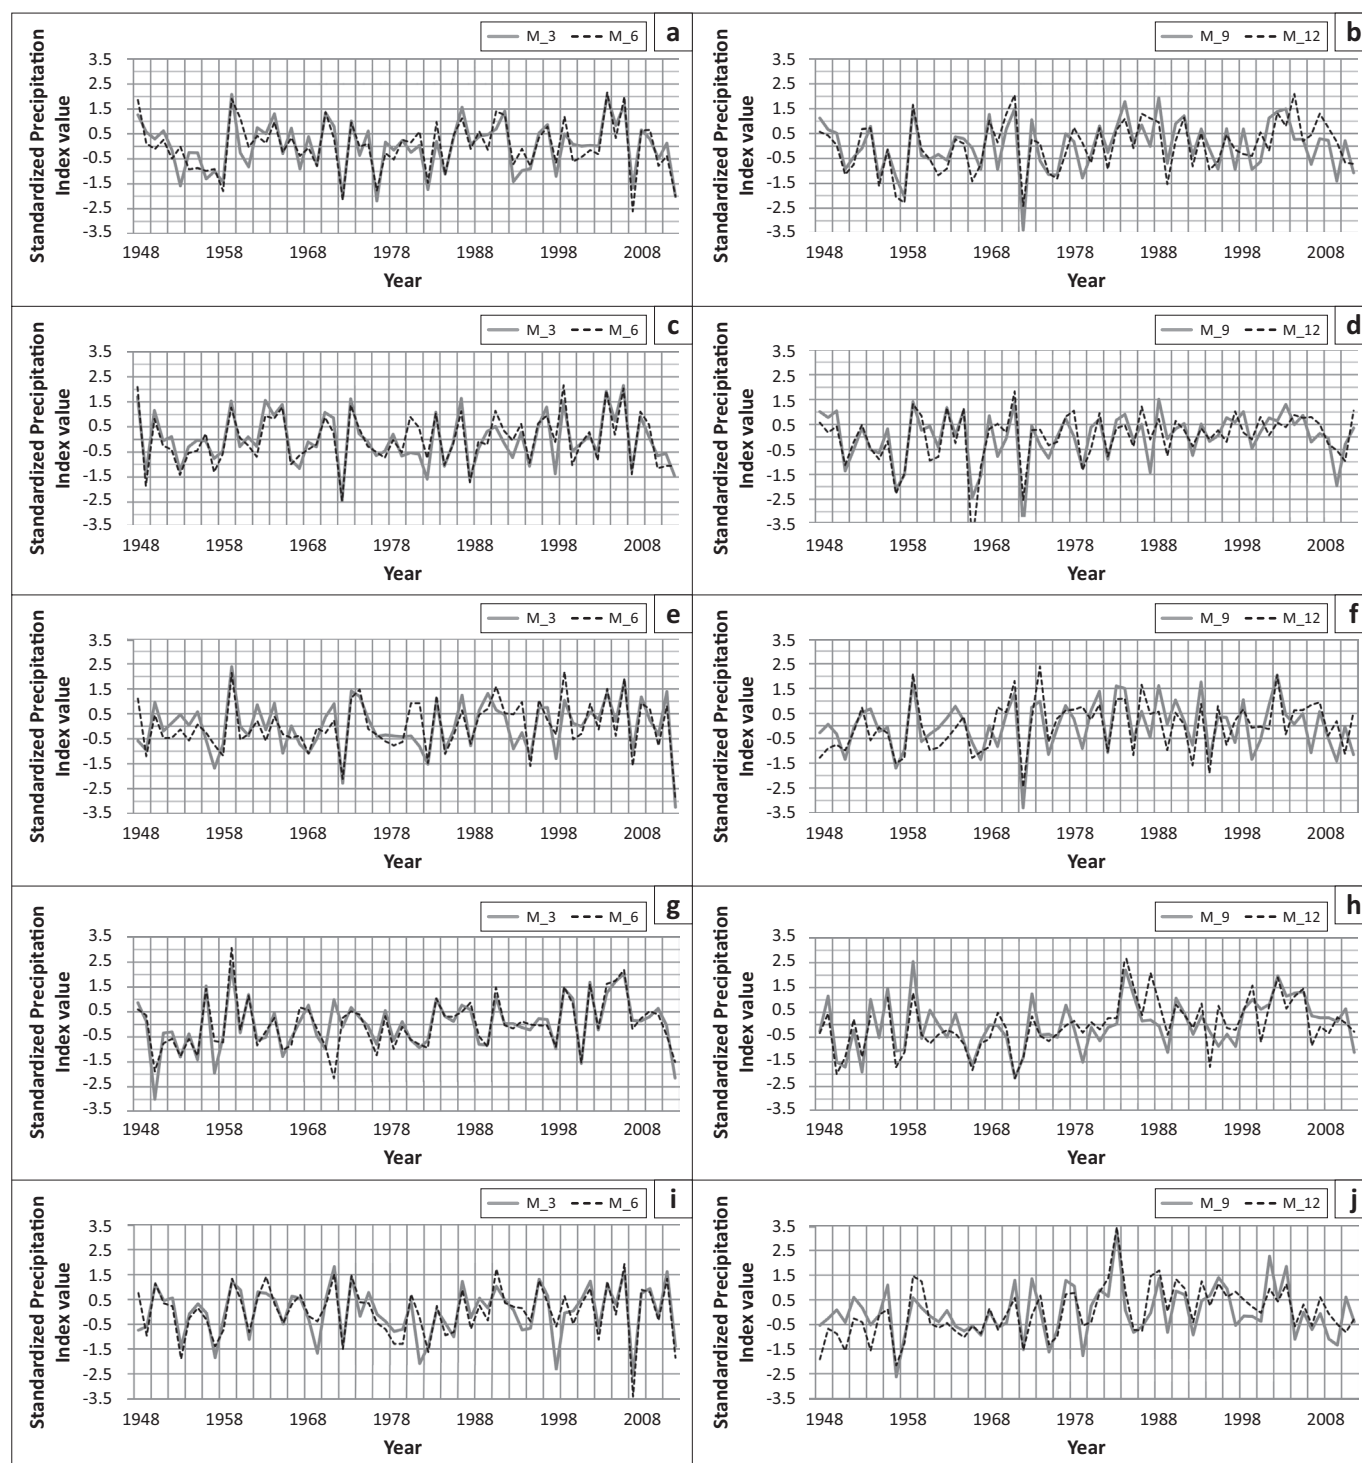 M_3 M_6 a
Standardized Precipitation
Index value
3.5
2.5
1.5
0.5
-0.5
-1.5
-2.5
-3.5
1948 1958 1968 1978 1988 1998 2008
Year
M_9 M_12 b
Standardized Precipitation
Index value
3.5
2.5
1.5
0.5
-0.5
-1.5
-2.5
-3.5
1948 1958 1968 1978 1988 1998 2008
Year
M_3 M_6 c
Standardized Precipitation
Index value
3.5
2.5
1.5
0.5
-0.5
-1.5
-2.5
-3.5
1948 1958 1968 1978 1988 1998 2008
Year
M_9 M_12 d
Standardized Precipitation
Index value
3.5
2.5
1.5
0.5
-0.5
-1.5
-2.5
-3.5
1948 1958 1968 1978 1988 1998 2008
Year
M_3 M_6 e
Standardized Precipitation
Index value
3.5
2.5
1.5
0.5
-0.5
-1.5
-2.5
-3.5
1948 1958 1968 1978 1988 1998 2008
Year
M_9 M_12 f
Standardized Precipitation
Index value
3.5
2.5
1.5
0.5
-0.5
-1.5
-2.5
-3.5
1948 1958 1968 1978 1988 1998 2008
Year
M_3 M_6 g
Standardized Precipitation
Index value
3.5
2.5
1.5
0.5
-0.5
-1.5
-2.5
-3.5
1948 1958 1968 1978 1988 1998 2008
Year
M_9 M_12 h
Standardized Precipitation
Index value
3.5
2.5
1.5
0.5
-0.5
-1.5
-2.5
-3.5
1948 1958 1968 1978 1988 1998 2008
Year
M_3 M_6 i
Standardized Precipitation
Index value
3.5
2.5
1.5
0.5
-0.5
-1.5
-2.5
-3.5
1948 1958 1968 1978 1988 1998 2008
Year
M_9 M_12 j
Standardized Precipitation
Index value
3.5
2.5
1.5
0.5
-0.5
-1.5
-2.5
-3.5
1948 1958 1968 1978 1988 1998 2008
Year